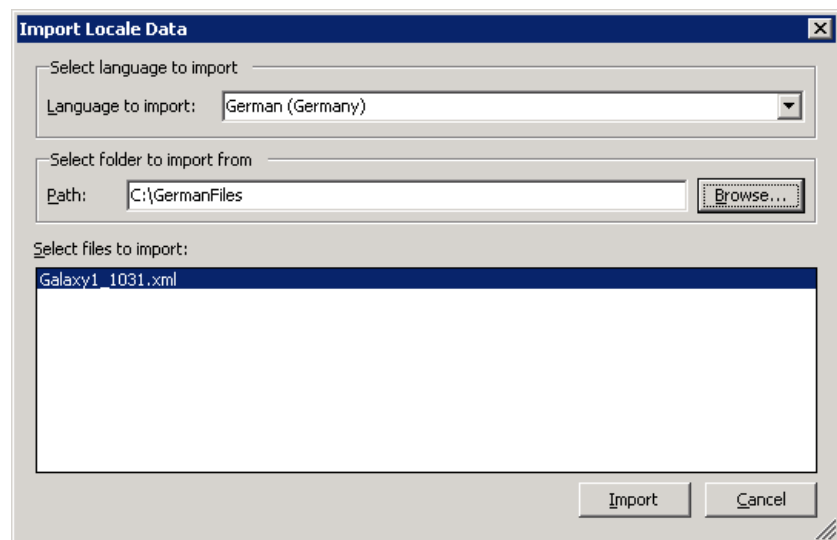 Import Locale Data
Select language to import
Language to import: German (Germany)
Select folder to import from
Path: C:\GermanFiles Browse...
Select files to import:
Galaxy1_1031.xml
Import Cancel